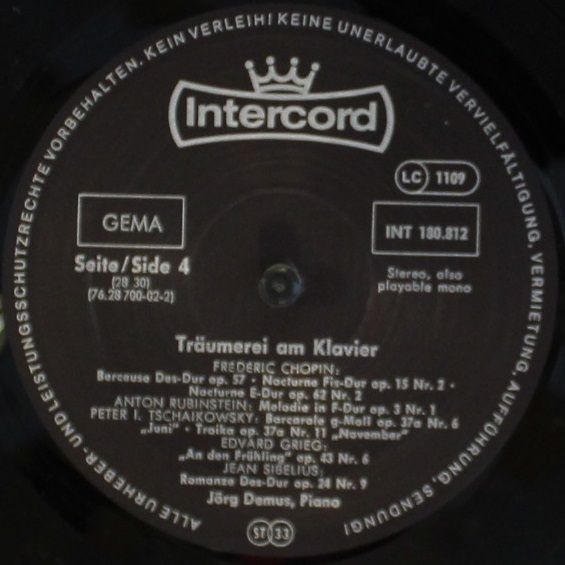 ALLE URHEBER- UND LEISTUNGSSCHUTZRECHTE VORBEHALTEN. KEIN VERLEIH! KEINE UNERLAUBTE VERVIELFÄLTIGUNG, VERMIETUNG, AUFFÜHRUNG, SENDUNG!
Intercord
LC 1109
GEMA
INT 180.812
Seite/Side 4
(28 30)
(76.28 700-02-2)
Stereo, also
playable mono
Träumerei am Klavier
FRÉDÉRIC CHOPIN:
Berceuse Des-Dur op. 57 · Nocturne Fis-Dur op. 15 Nr. 2 ·
Nocturne E-Dur op. 62 Nr. 2
ANTON RUBINSTEIN: Melodie in F-Dur op. 3 Nr. 1
PETER I. TSCHAIKOWSKY: Barcarole g-Moll op. 37a Nr. 6
„Juni" · Troika op. 37a Nr. 11 „November"
EDVARD GRIEG:
„An den Frühling" op. 43 Nr. 6
JEAN SIBELIUS:
Romanze Des-Dur op. 24 Nr. 9
Jörg Demus, Piano
ST 33